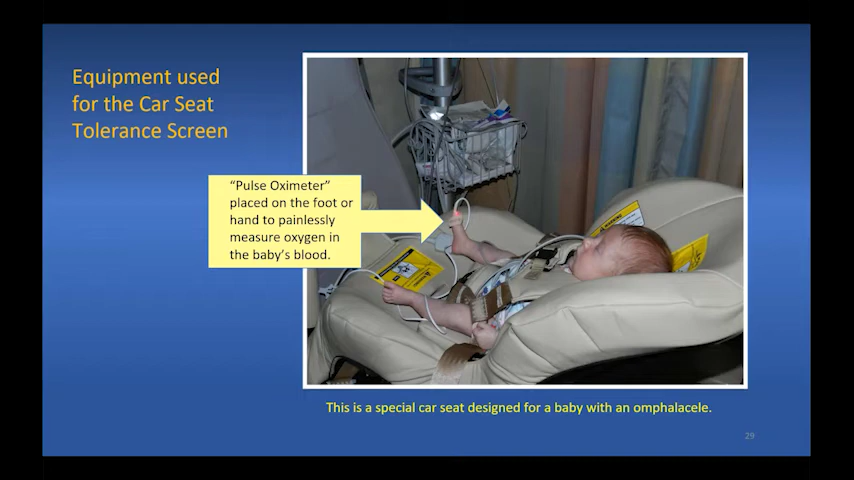 Equipment used
for the Car Seat
Tolerance Screen
“Pulse Oximeter”
placed on the foot or
hand to painlessly
measure oxygen in
the baby’s blood.
This is a special car seat designed for a baby with an omphalacele.
29